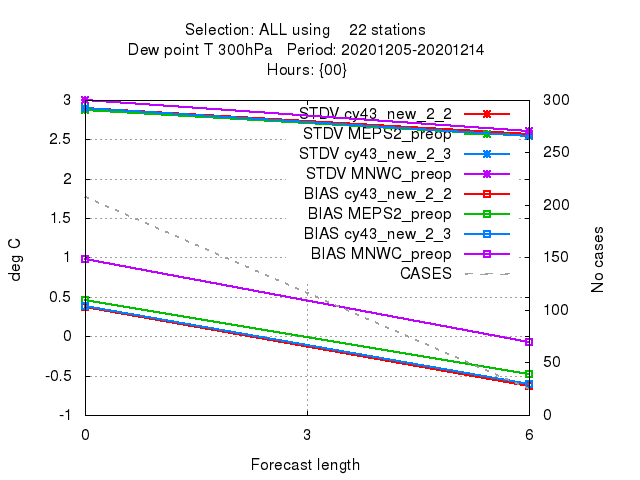 Selection: ALL using 22 stations
Dew point T 300hPa Period: 20201205-20201214
Hours: {00}
3
2.5
2
1.5
1
0.5
0
-0.5
-1
300
250
200
150
100
50
0
STDV cy43_new_2_2
STDV MEPS2_preop
STDV cy43_new_2_3
STDV MNWC_preop
BIAS cy43_new_2_2
BIAS MEPS2_preop
BIAS cy43_new_2_3
BIAS MNWC_preop
CASES
deg C
No cases
0 3 6
Forecast length